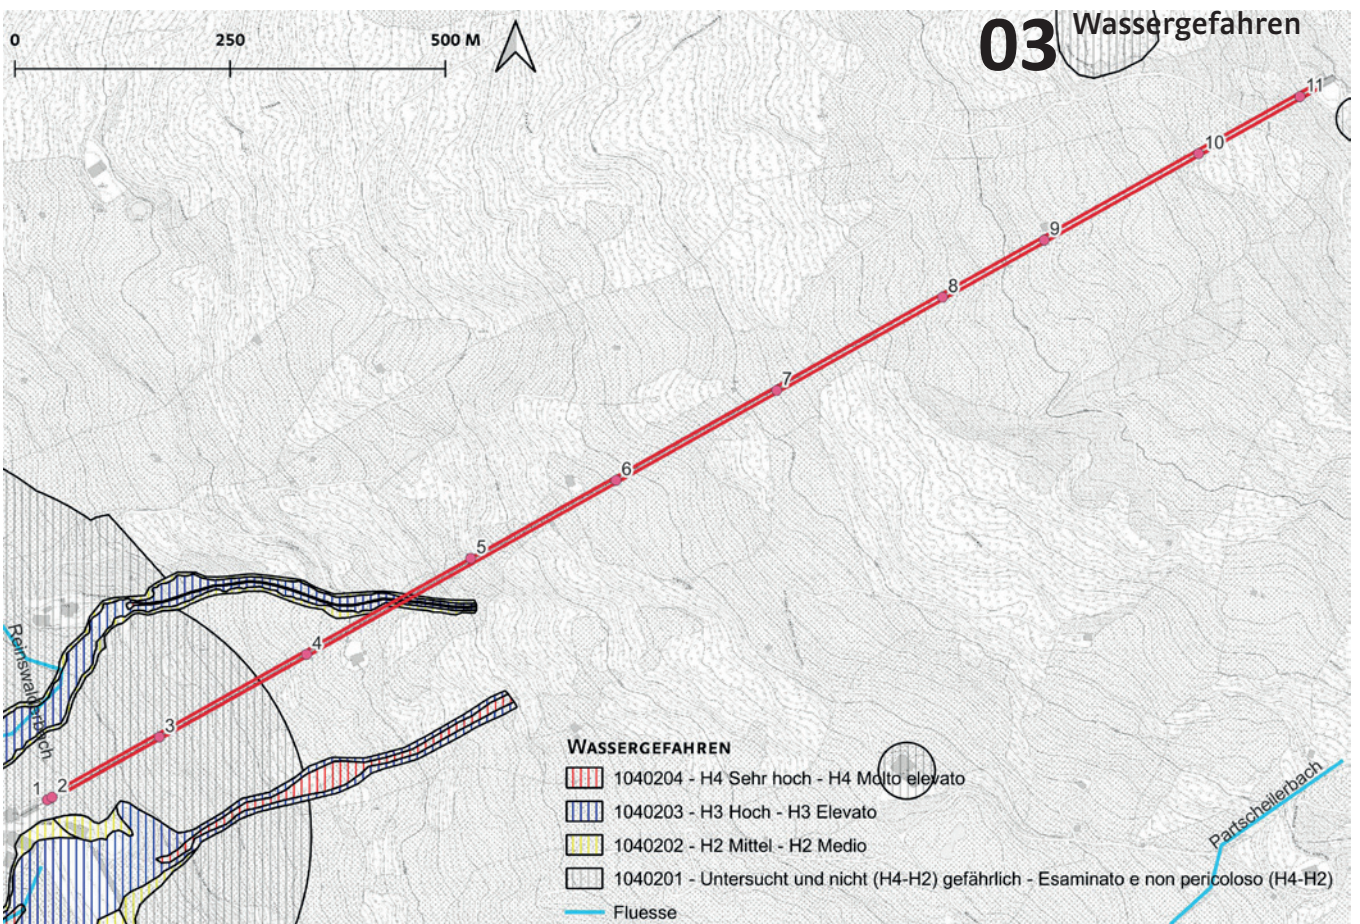 0 250 500 M
03 Wassergefahren
11
10
9
8
7
6
5
4
3
1 2
Reinswalderbach
Partscheilerbach
WASSERGEFAHREN
1040204 - H4 Sehr hoch - H4 Molto elevato
1040203 - H3 Hoch - H3 Elevato
1040202 - H2 Mittel - H2 Medio
1040201 - Untersucht und nicht (H4-H2) gefährlich - Esaminato e non pericoloso (H4-H2)
Fluesse